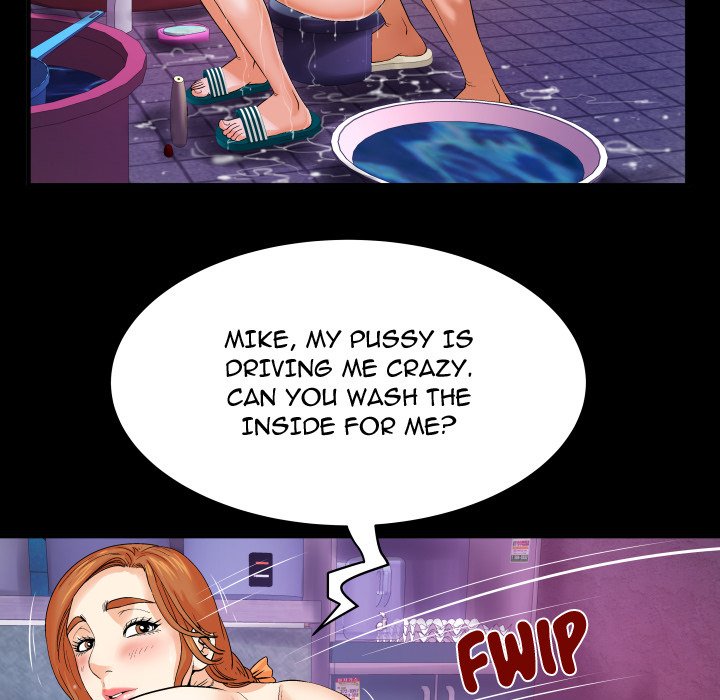 MIKE, MY PUSSY IS
DRIVING ME CRAZY.
CAN YOU WASH THE
INSIDE FOR ME?
FWIP